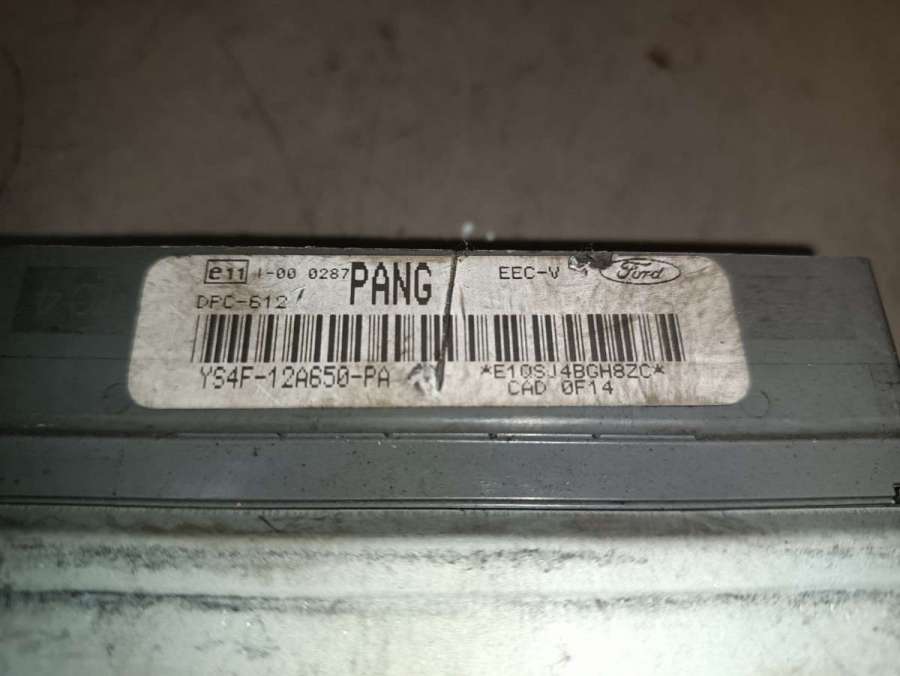 e11 1-00 0287 PANG EEC-V Ford
DPC-612
YS4F-12A650-PA *E10SJ4BGH8ZC*
CAD 0F14